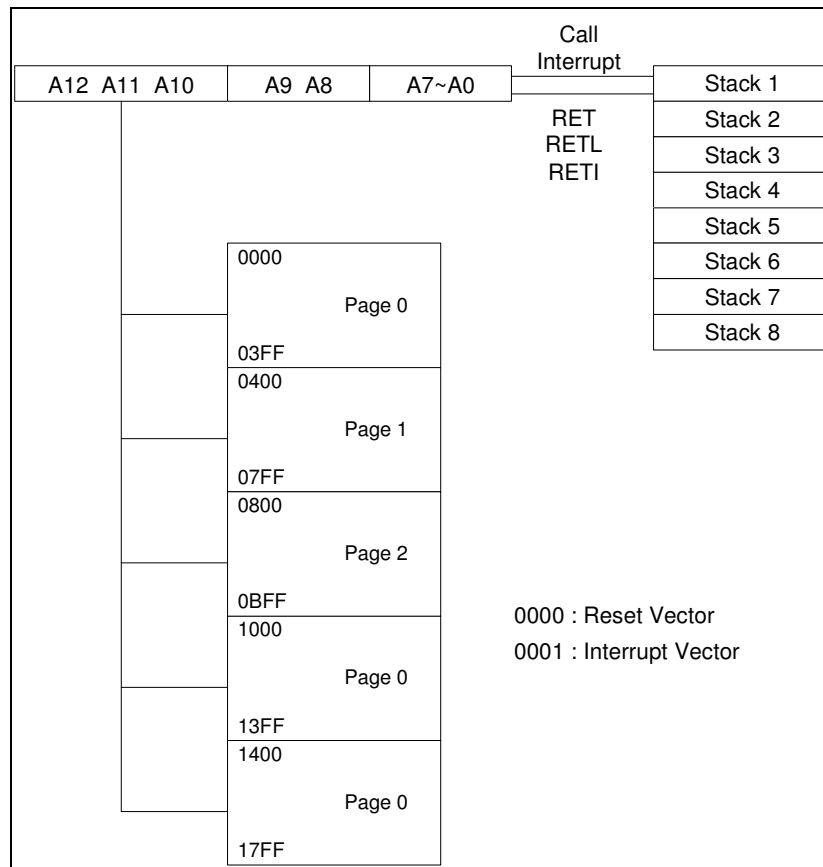 Call
Interrupt
A12 A11 A10
A9 A8
A7~A0
RET
RETL
RETI
Stack 1
Stack 2
Stack 3
Stack 4
Stack 5
Stack 6
Stack 7
Stack 8
0000
Page 0
03FF
0400
Page 1
07FF
0800
Page 2
0BFF
1000
Page 0
13FF
1400
Page 0
17FF
0000 : Reset Vector
0001 : Interrupt Vector